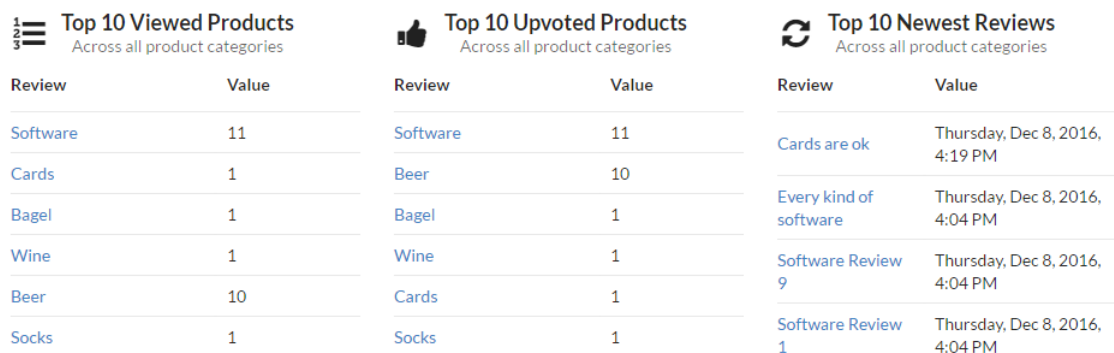 Top 10 Viewed Products
Across all product categories
Review Value
Software 11
Cards 1
Bagel 1
Wine 1
Beer 10
Socks 1
Top 10 Upvoted Products
Across all product categories
Review Value
Software 11
Beer 10
Bagel 1
Wine 1
Cards 1
Socks 1
Top 10 Newest Reviews
Across all product categories
Review Value
Cards are ok Thursday, Dec 8, 2016,
4:19 PM
Every kind of Thursday, Dec 8, 2016,
software 4:04 PM
Software Review Thursday, Dec 8, 2016,
9 4:04 PM
Software Review Thursday, Dec 8, 2016,
1 4:04 PM